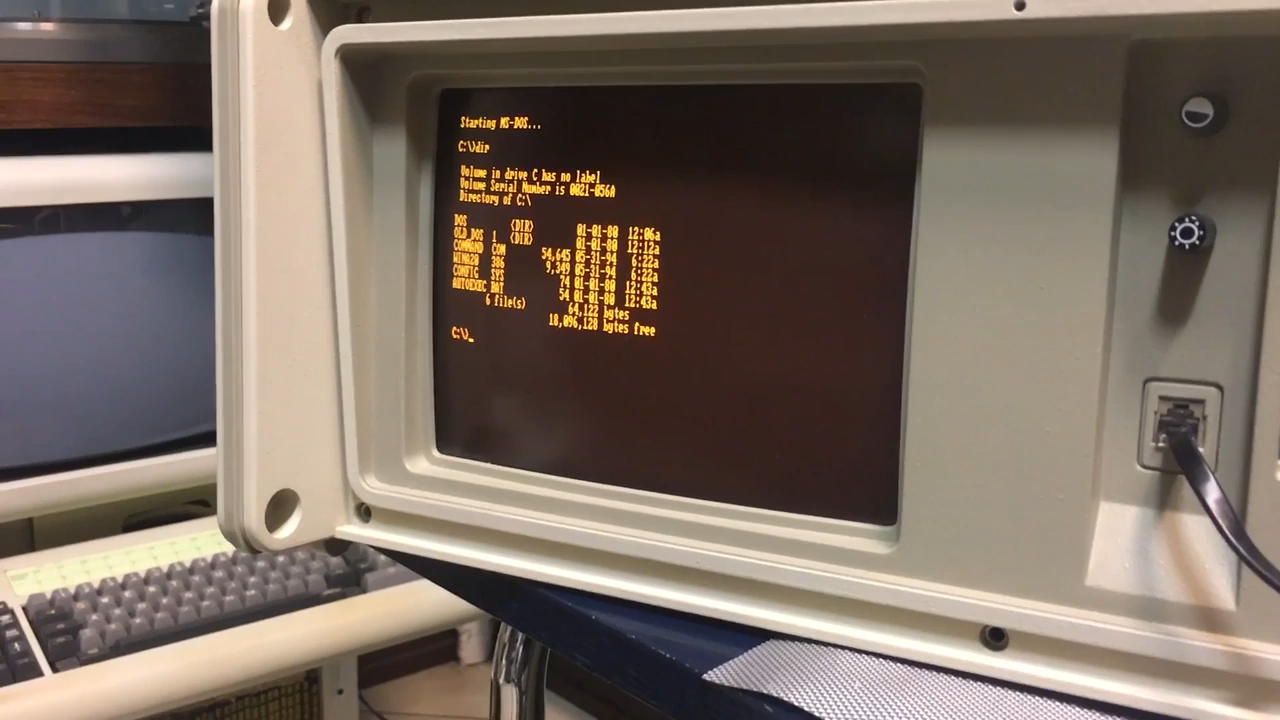 Starting MS-DOS...
C:\>dir
Volume in drive C has no label
Volume Serial Number is 0021-056A
Directory of C:\
DOS <DIR> 01-01-80 12:06a
OLD_DOS 1 <DIR> 01-01-80 12:12a
COMMAND COM 54,645 05-31-94 6:22a
WINA20 386 9,349 05-31-94 6:22a
CONFIG SYS 74 01-01-80 12:43a
AUTOEXEC BAT 54 01-01-80 12:43a
6 file(s) 64,122 bytes
18,096,128 bytes free
C:\>_